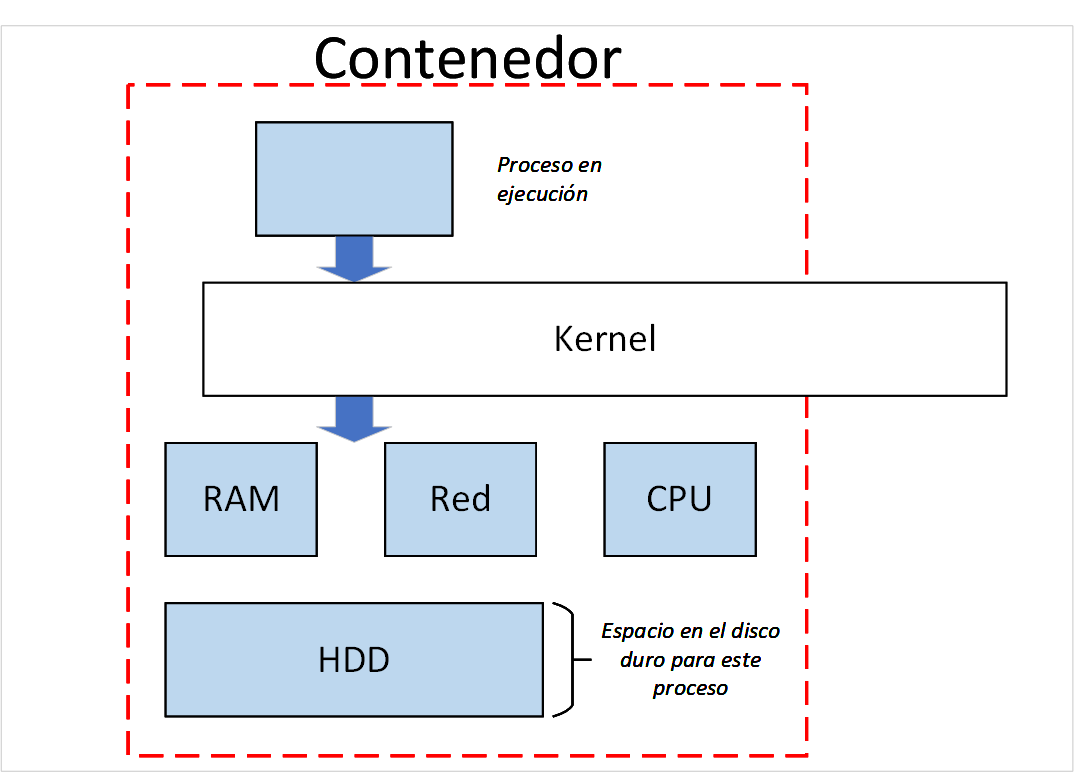 Contenedor
Proceso en
ejecución
Kernel
RAM
Red
CPU
HDD
Espacio en el disco
duro para este
proceso